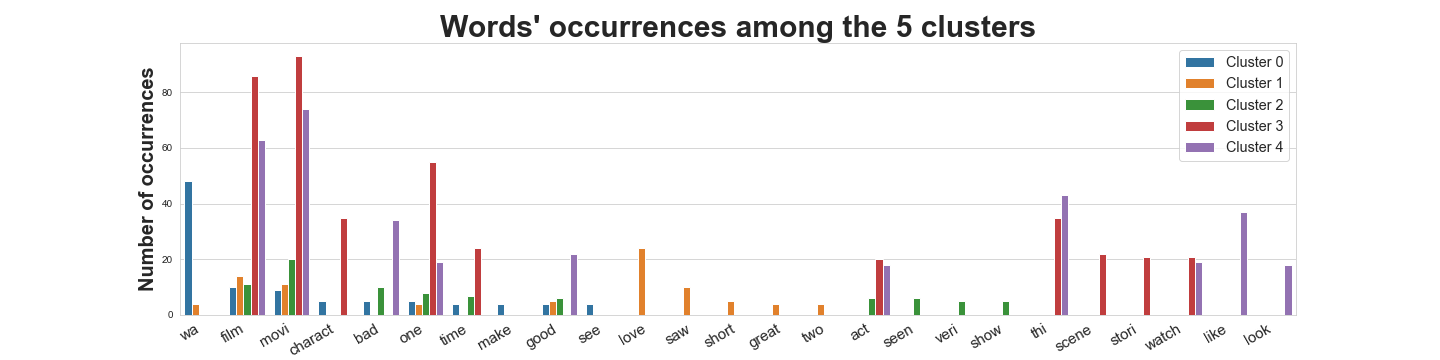 Words' occurrences among the 5 clusters
Number of occurrences
80
60
40
20
0
wa film movi charact bad one time make good see love saw short great two act seen veri show thi scene stori watch like look
Cluster 0
Cluster 1
Cluster 2
Cluster 3
Cluster 4